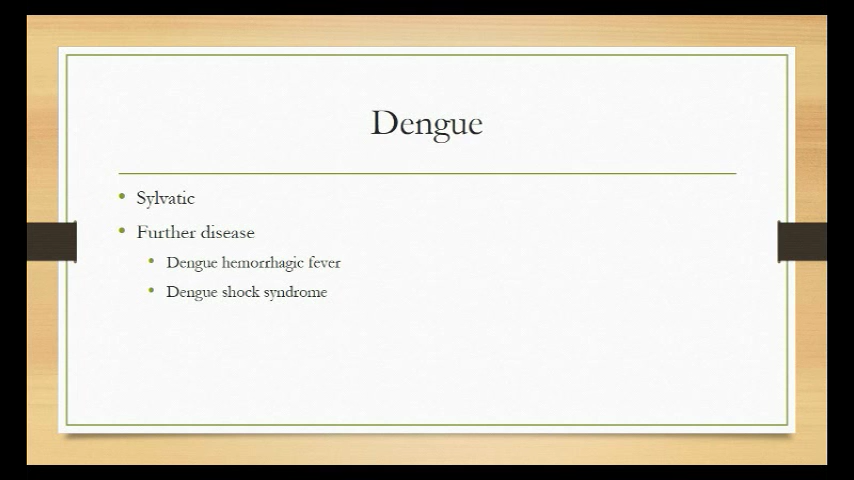 Dengue
• Sylvatic
• Further disease
• Dengue hemorrhagic fever
• Dengue shock syndrome